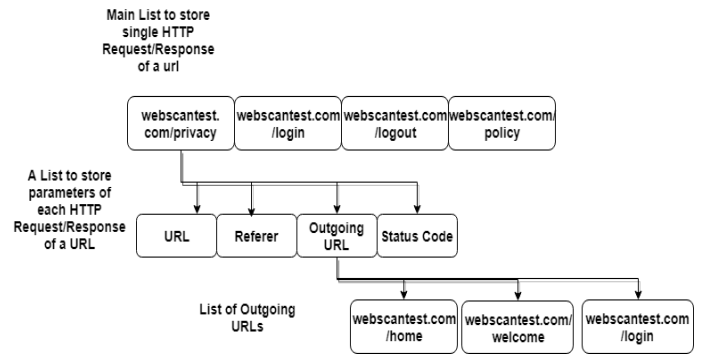 Main List to store
single HTTP
Request/Response
of a url
webscantest.
com/privacy
webscantest.com
/login
webscantest.com
/logout
webscantest.com/
policy
A List to store
parameters of
each HTTP
Request/Response
of a URL
URL
Referer
Outgoing
URL
Status Code
List of Outgoing
URLs
webscantest.com
/home
webscantest.com/
welcome
webscantest.com
/login